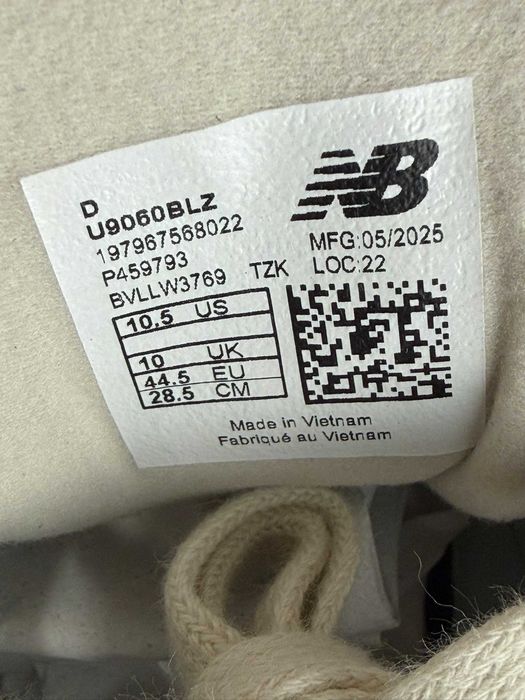 D
U9060BLZ
197967568022
P459793
BVLLW3769 TZK
NB
MFG:05/2025
LOC:22
10.5 US
10 UK
44.5 EU
28.5 CM
Made in Vietnam
Fabriqué au Vietnam